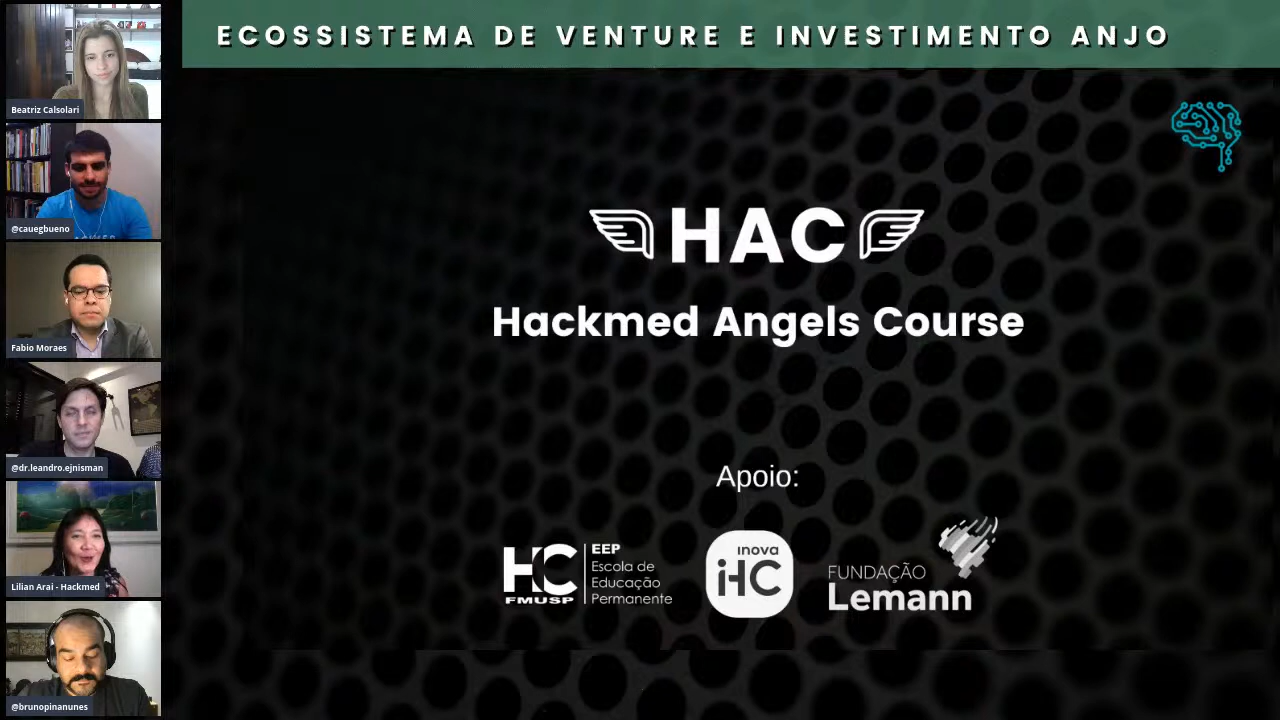 ECOSSISTEMA DE VENTURE E INVESTIMENTO ANJO
Beatriz Calsolari
@cauegbueno
Fabio Moraes
@dr.leandro.ejnisman
Lilian Arai - Hackmed
@brunopinanunes
HAC
Hackmed Angels Course
Apoio:
HC
FMUSP
EEP
Escola de
Educação
Permanente
inova
iHC
FUNDAÇÃO
Lemann